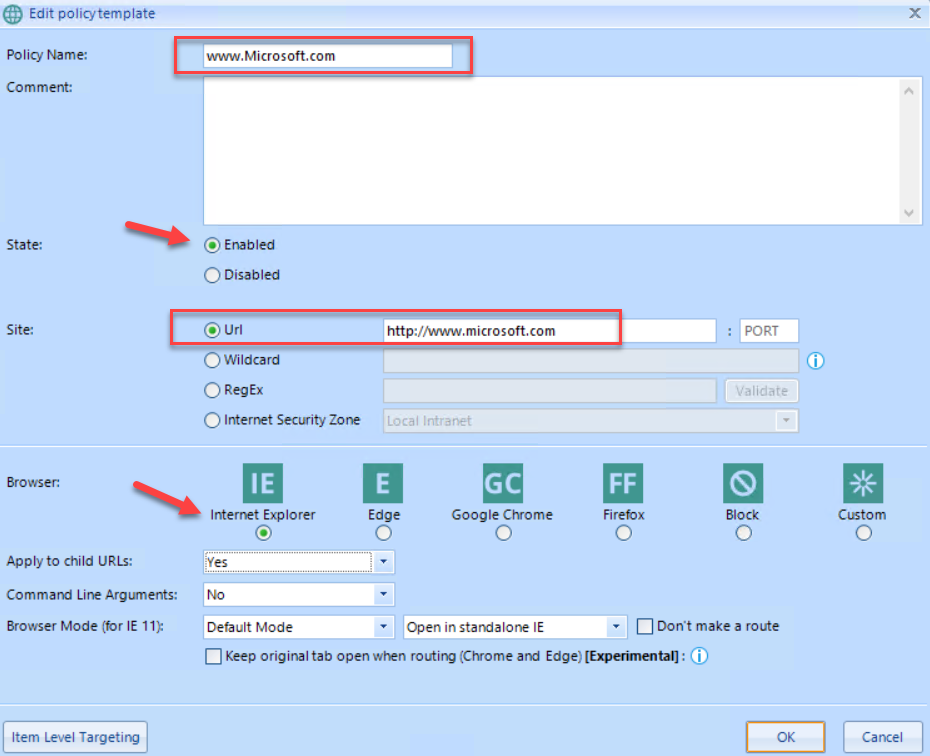 Edit policy template
Policy Name: www.Microsoft.com
Comment:
State: Enabled
Disabled
Site: Url http://www.microsoft.com : PORT
Wildcard
RegEx Validate
Internet Security Zone Local Intranet
Browser: IE E GC FF
Internet Explorer Edge Google Chrome Firefox Block Custom
Apply to child URLs: Yes
Command Line Arguments: No
Browser Mode (for IE 11): Default Mode Open in standalone IE Don't make a route
Keep original tab open when routing (Chrome and Edge) [Experimental] :
Item Level Targeting OK Cancel